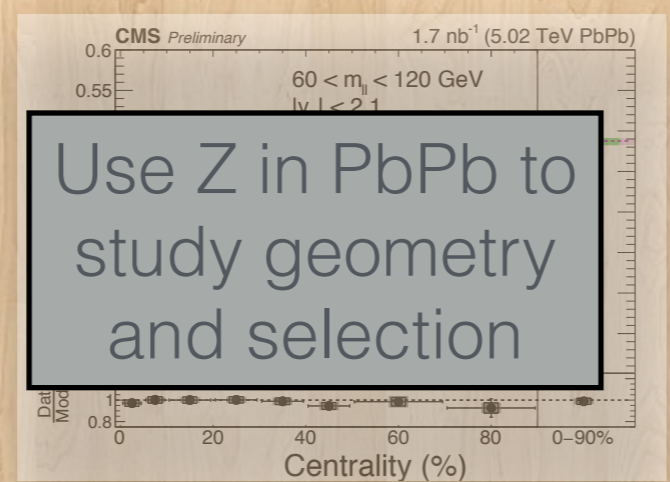 CMS Preliminary 1.7 nb⁻¹ (5.02 TeV PbPb)
0.6
60 < m_ll < 120 GeV
0.55
Use Z in PbPb to
study geometry
and selection
1
0.8
0 20 40 60 80 0−90%
Centrality (%)